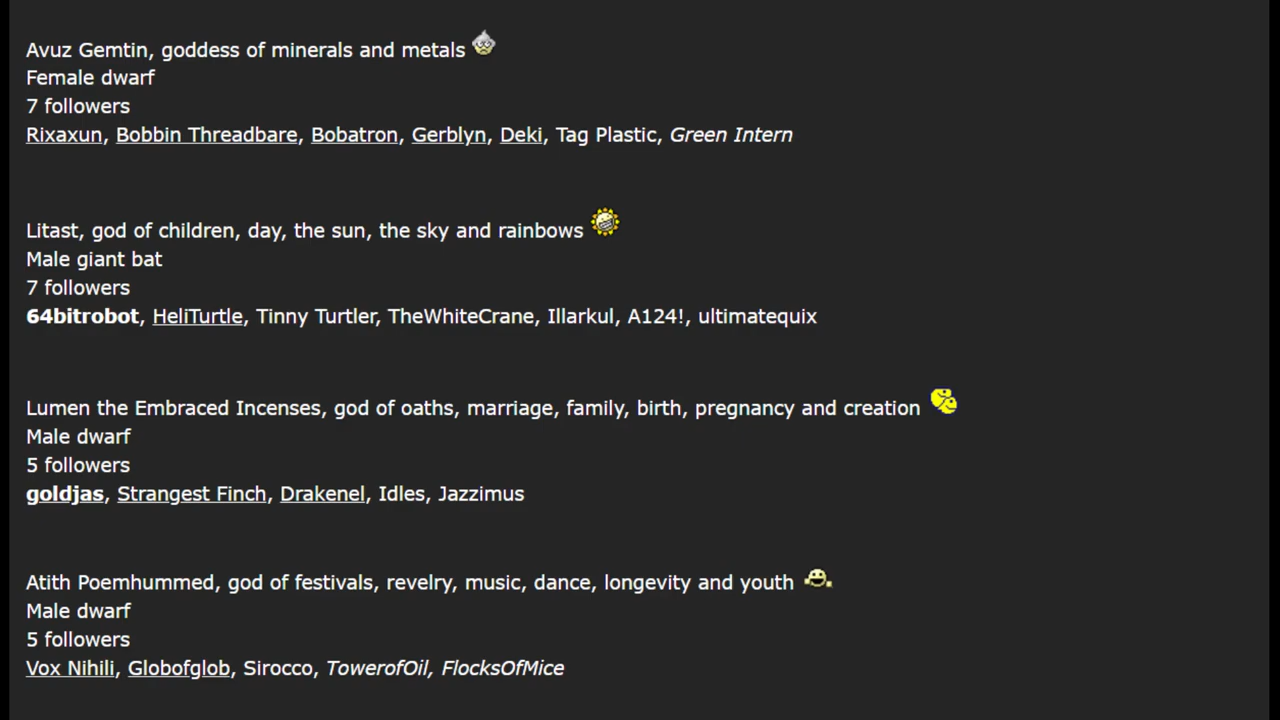 Avuz Gemtin, goddess of minerals and metals
Female dwarf
7 followers
Rixaxun, Bobbin Threadbare, Bobatron, Gerblyn, Deki, Tag Plastic, Green Intern
Litast, god of children, day, the sun, the sky and rainbows
Male giant bat
7 followers
64bitrobot, HeliTurtle, Tinny Turtler, TheWhiteCrane, Illarkul, A124!, ultimatequix
Lumen the Embraced Incenses, god of oaths, marriage, family, birth, pregnancy and creation
Male dwarf
5 followers
goldjas, Strangest Finch, Drakenel, Idles, Jazzimus
Atith Poemhummed, god of festivals, revelry, music, dance, longevity and youth
Male dwarf
5 followers
Vox Nihili, Globofglob, Sirocco, TowerofOil, FlocksOfMice